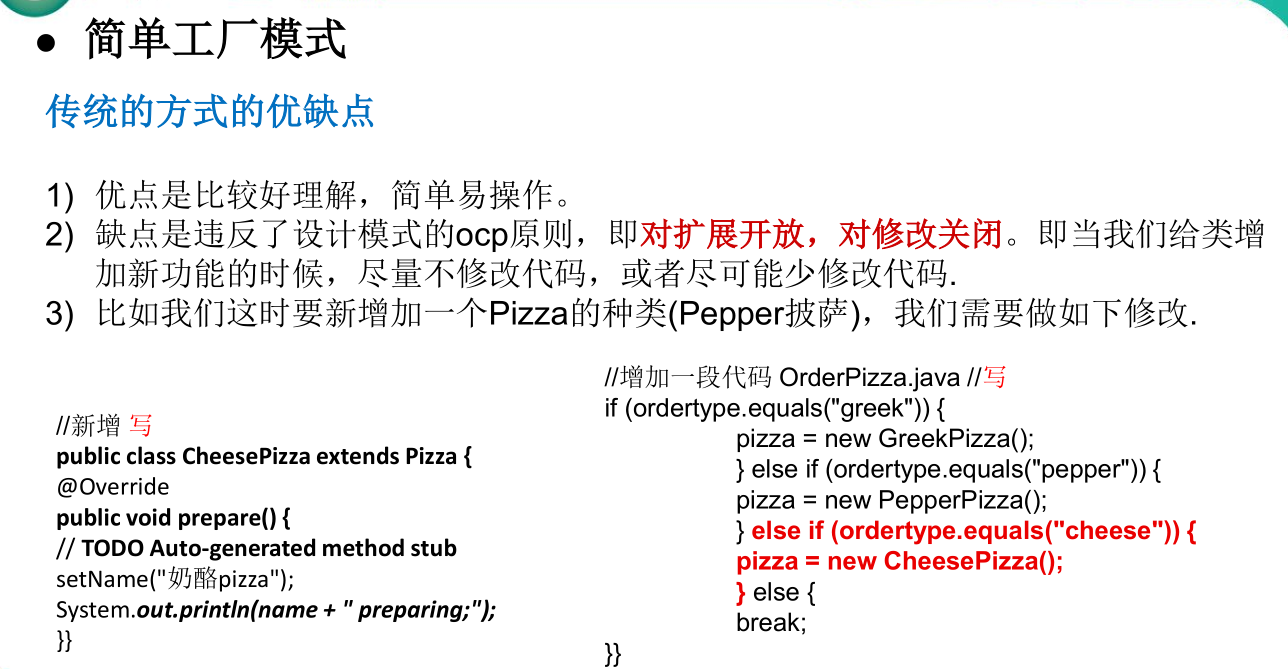 ● 简单工厂模式
传统的方式的优缺点
1) 优点是比较好理解，简单易操作。
2) 缺点是违反了设计模式的ocp原则，即对扩展开放，对修改关闭。即当我们给类增
加新功能的时候，尽量不修改代码，或者尽可能少修改代码.
3) 比如我们这时要新增加一个Pizza的种类(Pepper披萨)，我们需要做如下修改.
//新增 写
public class CheesePizza extends Pizza {
@Override
public void prepare() {
// TODO Auto-generated method stub
setName("奶酪pizza");
System.out.println(name + " preparing;");
}}
//增加一段代码 OrderPizza.java //写
if (ordertype.equals("greek")) {
pizza = new GreekPizza();
} else if (ordertype.equals("pepper")) {
pizza = new PepperPizza();
} else if (ordertype.equals("cheese")) {
pizza = new CheesePizza();
} else {
break;
}}